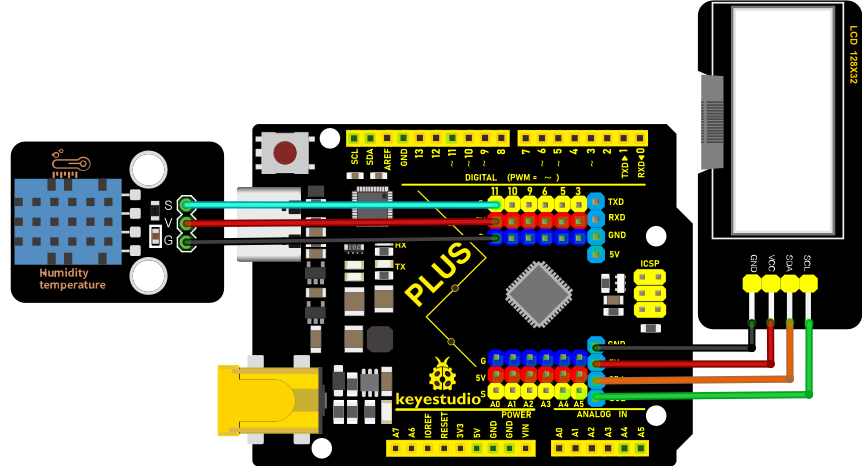 LCD 128X32
GND
VCC
SDA
SCL
S
V
G
Humidity
temperature
SCL
SDA
AREF
GND
13
12
~11
~10
~9
8
7
~6
~5
4
~3
2
TXD▶1
RXD◀0
DIGITAL (PWM = ~ )
11 10 9 6 5 3
TXD
RXD
GND
5V
RX
TX
PLUS
ICSP
G
5V
S
A0 A1 A2 A3 A4 A5
keyestudio
POWER
ANALOG IN
A7
A6
IOREF
RESET
3V3
5V
GND
GND
VIN
A0
A1
A2
A3
A4
A5